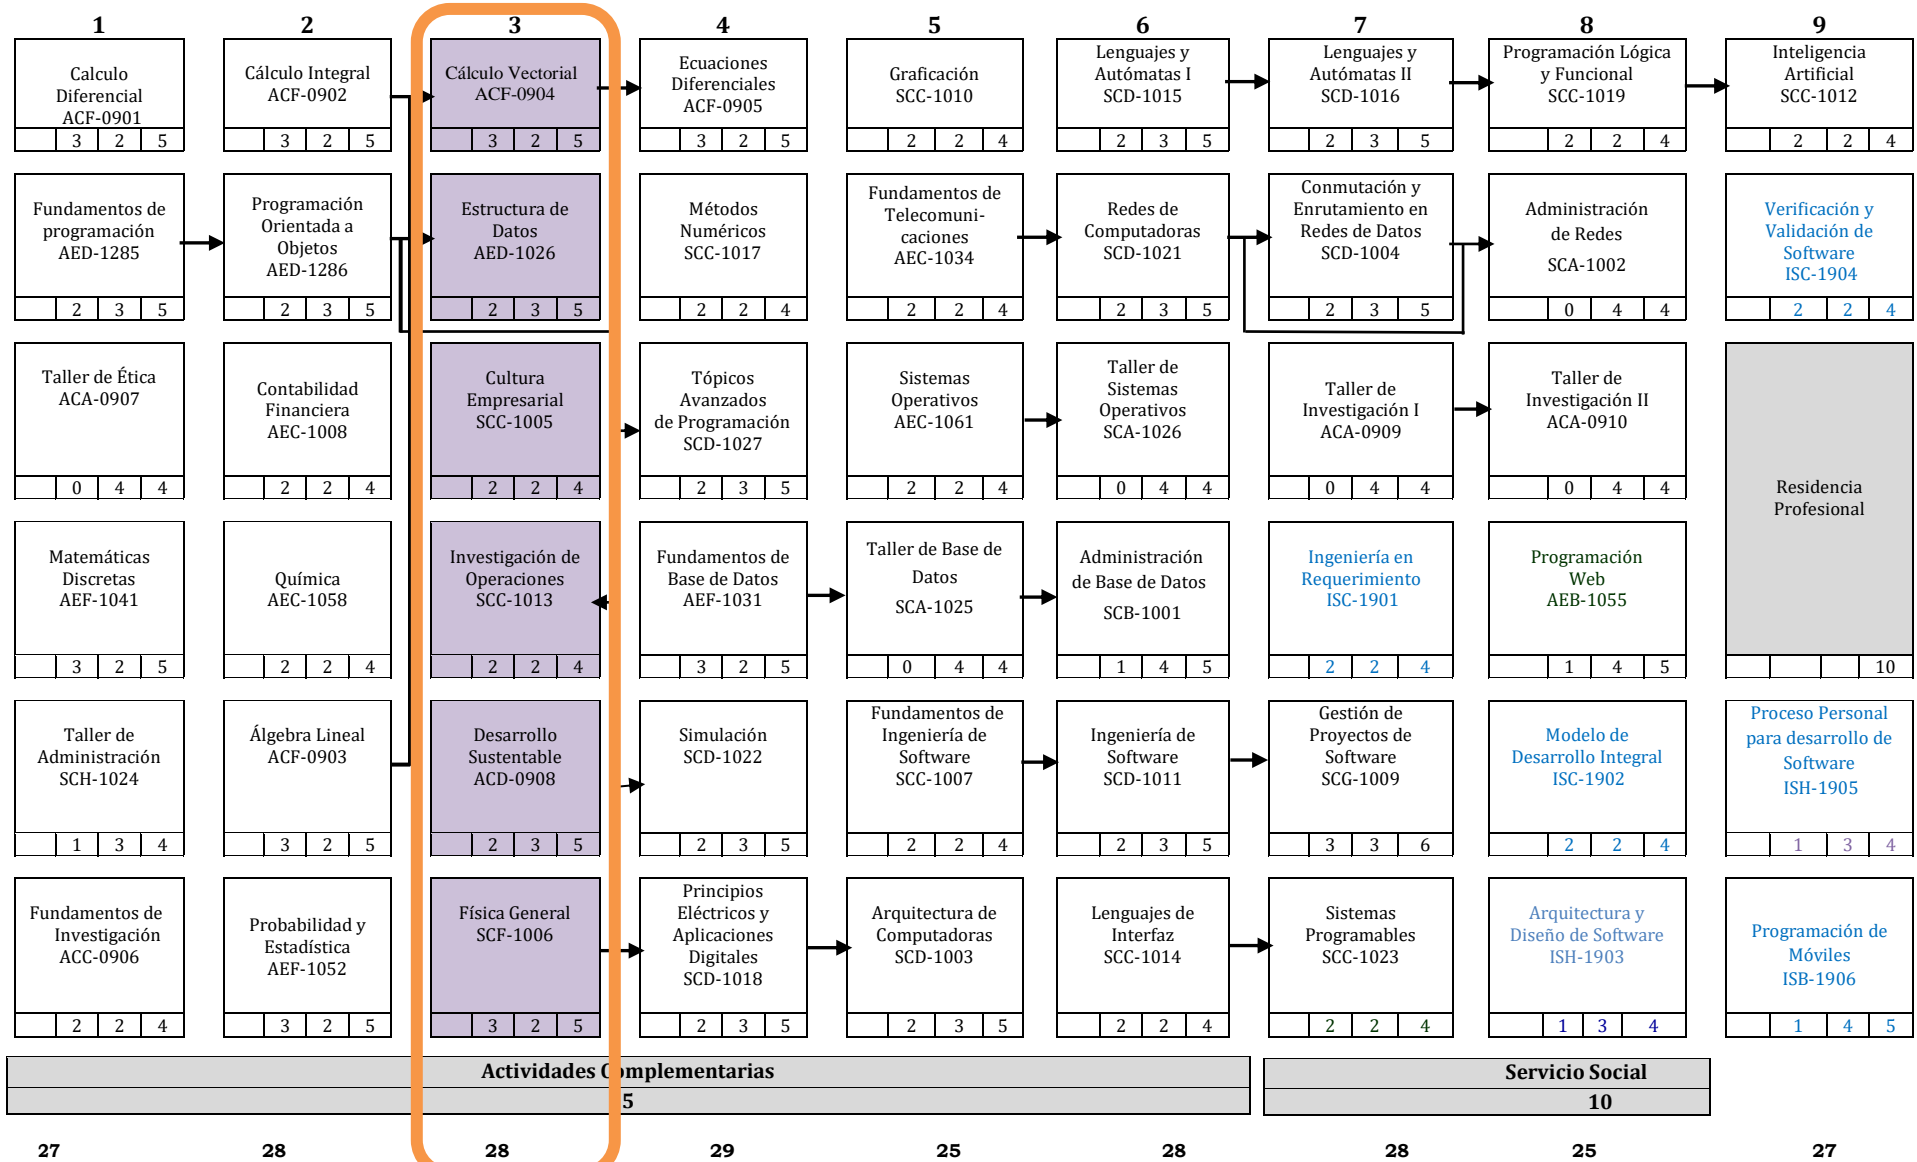 1 2 3 4 5 6 7 8 9
Calculo
Diferencial
ACF-0901
3 2 5
Cálculo Integral
ACF-0902
3 2 5
Cálculo Vectorial
ACF-0904
3 2 5
Ecuaciones
Diferenciales
ACF-0905
3 2 5
Graficación
SCC-1010
2 2 4
Lenguajes y
Autómatas I
SCD-1015
2 3 5
Lenguajes y
Autómatas II
SCD-1016
2 3 5
Programación Lógica
y Funcional
SCC-1019
2 2 4
Inteligencia
Artificial
SCC-1012
2 2 4
Fundamentos de
programación
AED-1285
2 3 5
Programación
Orientada a
Objetos
AED-1286
2 3 5
Estructura de
Datos
AED-1026
2 3 5
Métodos
Numéricos
SCC-1017
2 2 4
Fundamentos de
Telecomuni-
caciones
AEC-1034
2 2 4
Redes de
Computadoras
SCD-1021
2 3 5
Conmutación y
Enrutamiento en
Redes de Datos
SCD-1004
2 3 5
Administración
de Redes
SCA-1002
0 4 4
Verificación y
Validación de
Software
ISC-1904
2 2 4
Taller de Ética
ACA-0907
0 4 4
Contabilidad
Financiera
AEC-1008
2 2 4
Cultura
Empresarial
SCC-1005
2 2 4
Tópicos
Avanzados
de Programación
SCD-1027
2 3 5
Sistemas
Operativos
AEC-1061
2 2 4
Taller de
Sistemas
Operativos
SCA-1026
0 4 4
Taller de
Investigación I
ACA-0909
0 4 4
Taller de
Investigación II
ACA-0910
0 4 4
Residencia
Profesional
10
Matemáticas
Discretas
AEF-1041
3 2 5
Química
AEC-1058
2 2 4
Investigación de
Operaciones
SCC-1013
2 2 4
Fundamentos de
Base de Datos
AEF-1031
3 2 5
Taller de Base de
Datos
SCA-1025
0 4 4
Administración
de Base de Datos
SCB-1001
1 4 5
Ingeniería en
Requerimiento
ISC-1901
2 2 4
Programación
Web
AEB-1055
1 4 5
Taller de
Administración
SCH-1024
1 3 4
Álgebra Lineal
ACF-0903
3 2 5
Desarrollo
Sustentable
ACD-0908
2 3 5
Simulación
SCD-1022
2 3 5
Fundamentos de
Ingeniería de
Software
SCC-1007
2 2 4
Ingeniería de
Software
SCD-1011
2 3 5
Gestión de
Proyectos de
Software
SCG-1009
3 3 6
Modelo de
Desarrollo Integral
ISC-1902
2 2 4
Proceso Personal
para desarrollo de
Software
ISH-1905
1 3 4
Fundamentos de
Investigación
ACC-0906
2 2 4
Probabilidad y
Estadística
AEF-1052
3 2 5
Física General
SCF-1006
3 2 5
Principios
Eléctricos y
Aplicaciones
Digitales
SCD-1018
2 3 5
Arquitectura de
Computadoras
SCD-1003
2 3 5
Lenguajes de
Interfaz
SCC-1014
2 2 4
Sistemas
Programables
SCC-1023
2 2 4
Arquitectura y
Diseño de Software
ISH-1903
1 3 4
Programación de
Móviles
ISB-1906
1 4 5
Actividades Complementarias
5
Servicio Social
10
27 28 28 29 25 28 28 25 27